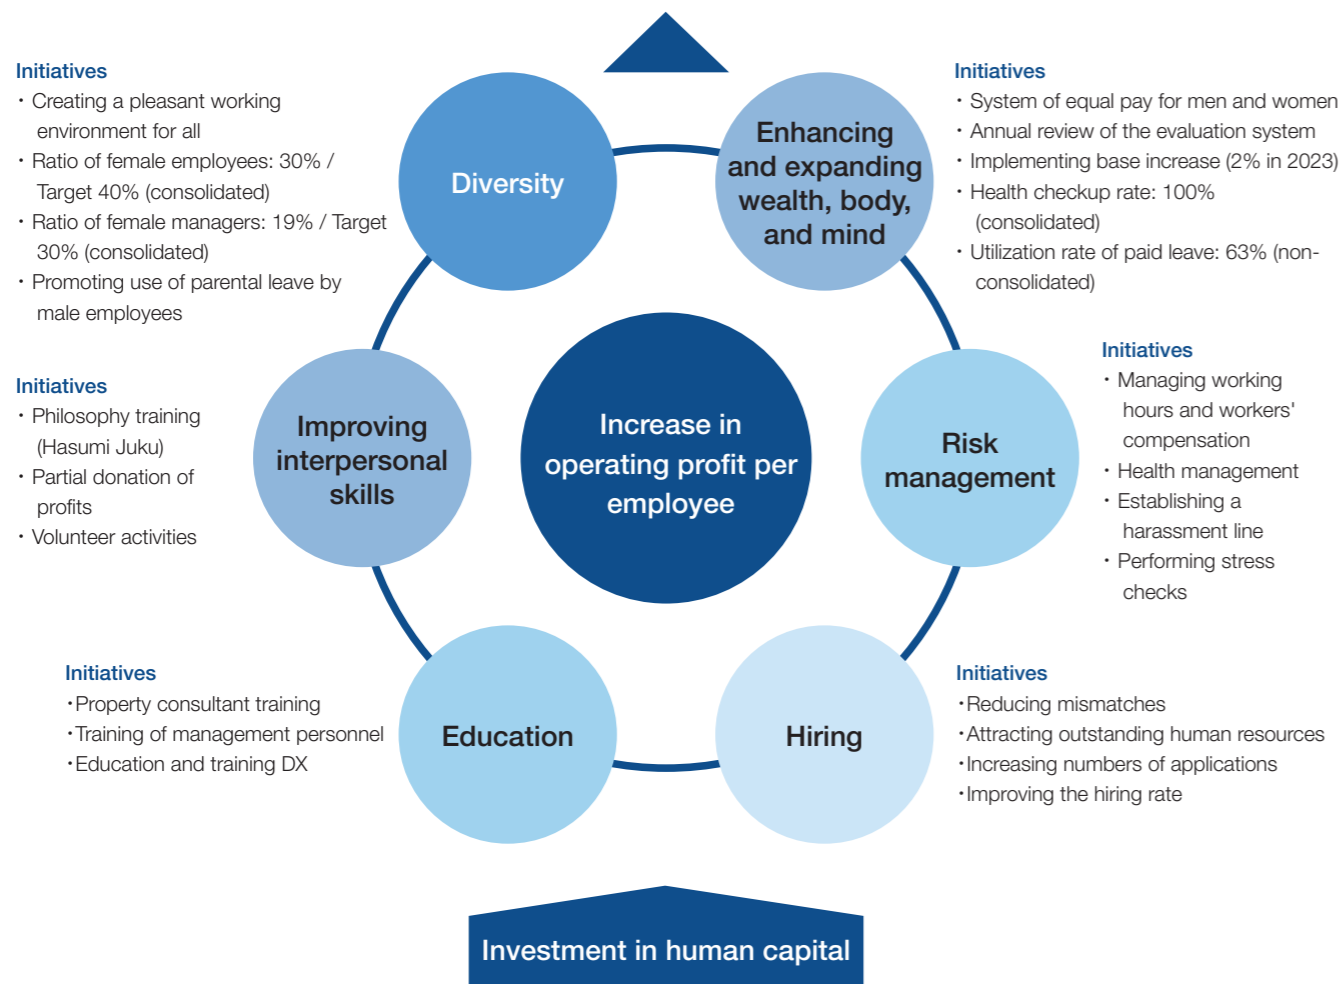 Initiatives
・Creating a pleasant working
environment for all
・Ratio of female employees: 30% /
Target 40% (consolidated)
・Ratio of female managers: 19% / Target
30% (consolidated)
・Promoting use of parental leave by
male employees
Diversity
Enhancing
and expanding
wealth, body,
and mind
Initiatives
・System of equal pay for men and women
・Annual review of the evaluation system
・Implementing base increase (2% in 2023)
・Health checkup rate: 100%
(consolidated)
・Utilization rate of paid leave: 63% (non-
consolidated)
Initiatives
・Philosophy training
(Hasumi Juku)
・Partial donation of
profits
・Volunteer activities
Improving
interpersonal
skills
Increase in
operating profit per
employee
Risk
management
Initiatives
・Managing working
hours and workers'
compensation
・Health management
・Establishing a
harassment line
・Performing stress
checks
Initiatives
・Property consultant training
・Training of management personnel
・Education and training DX
Education
Hiring
Initiatives
・Reducing mismatches
・Attracting outstanding human resources
・Increasing numbers of applications
・Improving the hiring rate
Investment in human capital